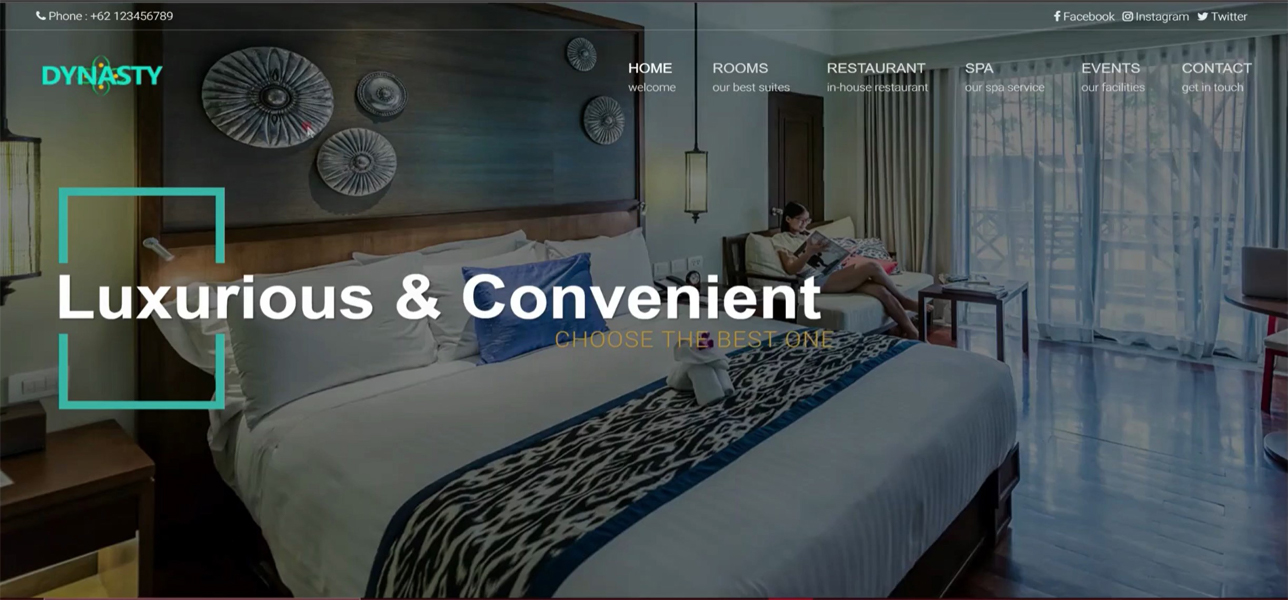 Phone : +62 123456789
Facebook Instagram Twitter
DYNASTY
HOME ROOMS RESTAURANT SPA EVENTS CONTACT
welcome our best suites in-house restaurant our spa service our facilities get in touch
Luxurious & Convenient
CHOOSE THE BEST ONE